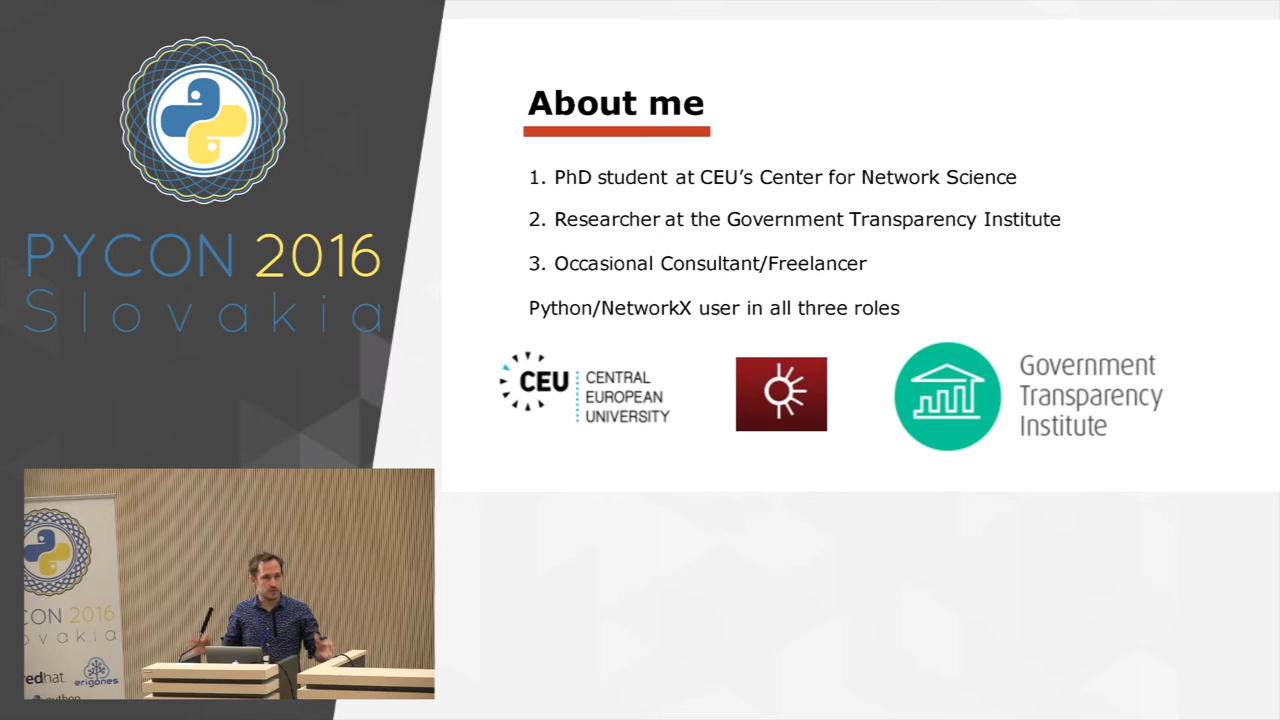 PYCON 2016
Slovakia
About me
1. PhD student at CEU's Center for Network Science
2. Researcher at the Government Transparency Institute
3. Occasional Consultant/Freelancer
Python/NetworkX user in all three roles
CEU
CENTRAL
EUROPEAN
UNIVERSITY
Government
Transparency
Institute
CON 2016
ovakia
redhat
erigones
python